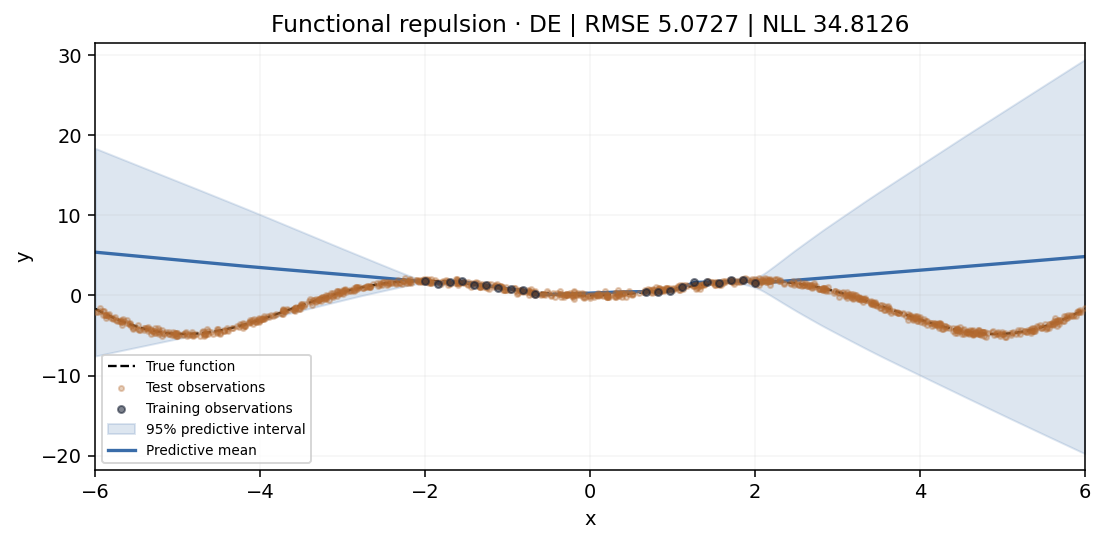 Functional repulsion · DE | RMSE 5.0727 | NLL 34.8126
30
20
10
0
−10
−20
y
True function
Test observations
Training observations
95% predictive interval
Predictive mean
−6
−4
−2
0
2
4
6
x